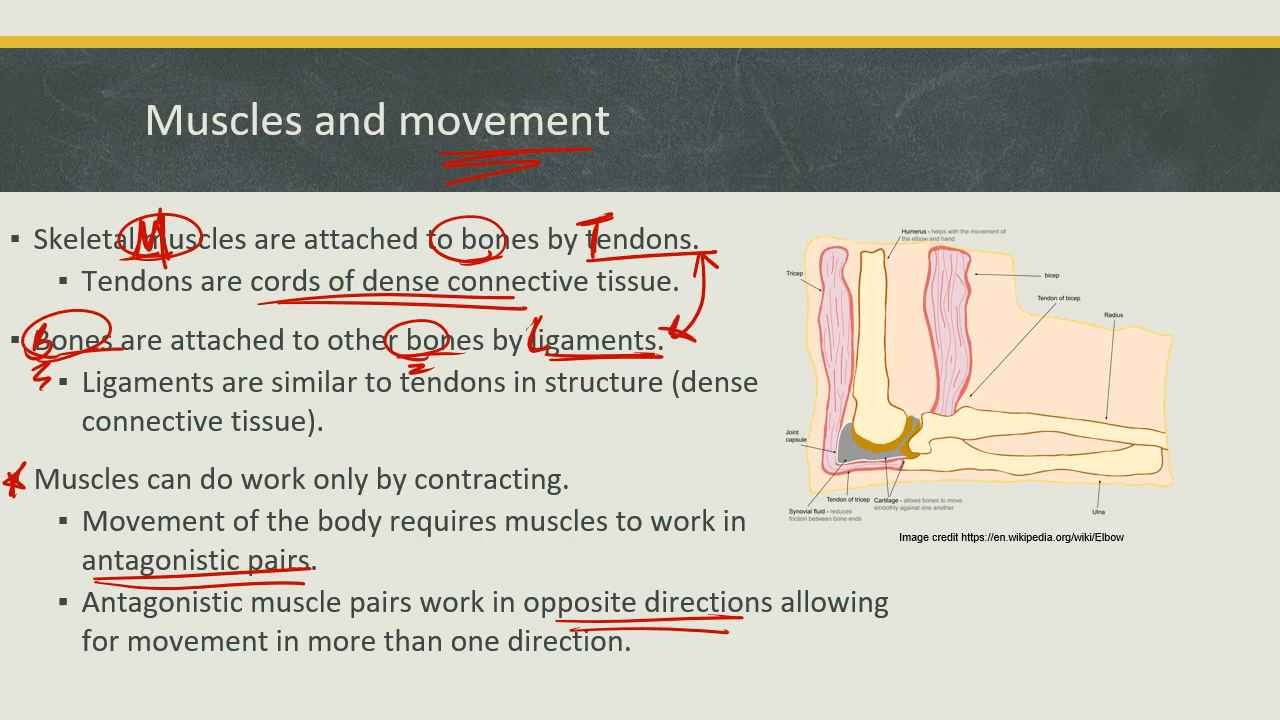 Muscles and movement
▪ Skeletal muscles are attached to bones by tendons.
M
T
▪ Tendons are cords of dense connective tissue.
▪ Bones are attached to other bones by ligaments.
B
L
▪ Ligaments are similar to tendons in structure (dense
connective tissue).
Muscles can do work only by contracting.
▪ Movement of the body requires muscles to work in
antagonistic pairs.
▪ Antagonistic muscle pairs work in opposite directions allowing
for movement in more than one direction.
Humerus - helps with the movement of
the elbow and hand
Tricep
bicep
Tendon of bicep
Radius
Joint
capsule
Tendon of tricep
Cartilage - allows bones to move
smoothly against one another
Synovial fluid - reduces
friction between bone ends
Ulna
Image credit https://en.wikipedia.org/wiki/Elbow